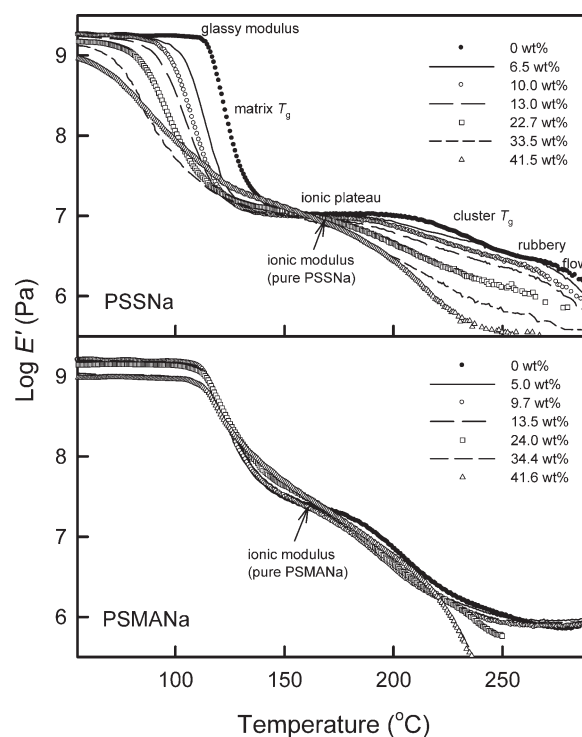 glassy modulus
9
0 wt%
6.5 wt%
10.0 wt%
13.0 wt%
22.7 wt%
33.5 wt%
41.5 wt%
matrix Tg
8
ionic plateau
7
cluster Tg
rubbery
flow
ionic modulus
(pure PSSNa)
6
PSSNa
Log E′ (Pa)
9
0 wt%
5.0 wt%
9.7 wt%
13.5 wt%
24.0 wt%
34.4 wt%
41.6 wt%
8
7
ionic modulus
(pure PSMANa)
6
PSMANa
100 150 200 250
Temperature (°C)